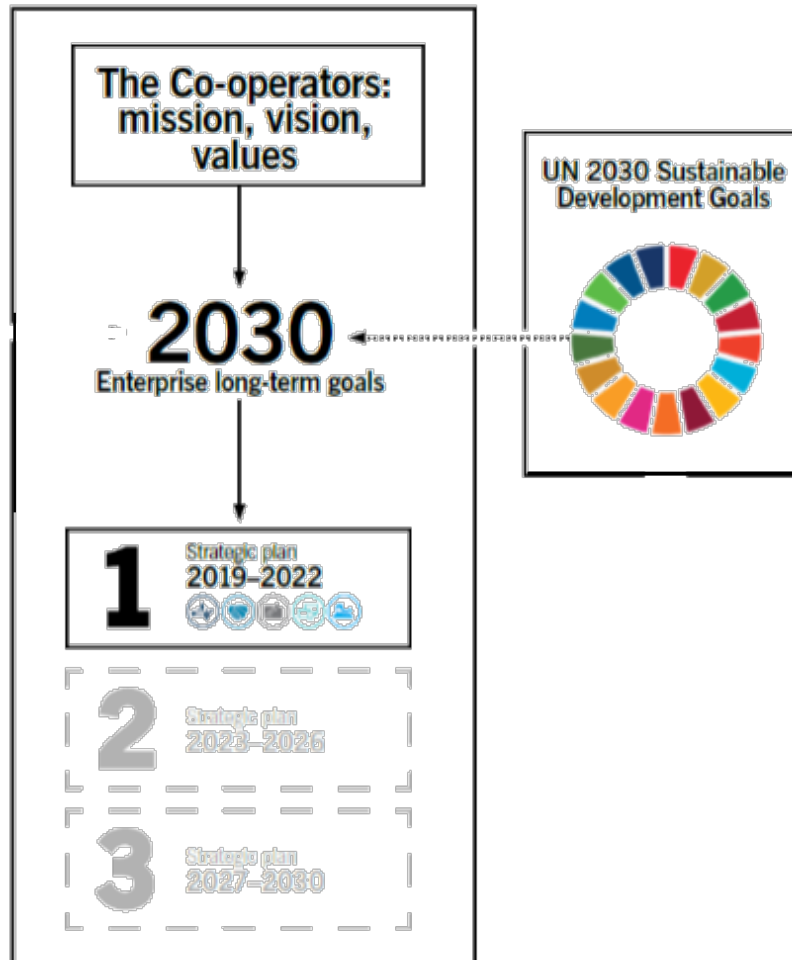 The Co-operators:
mission, vision,
values
UN 2030 Sustainable
Development Goals
2030
Enterprise long-term goals
1
Strategic plan
2019–2022
2
Strategic plan
2023–2026
3
Strategic plan
2027–2030